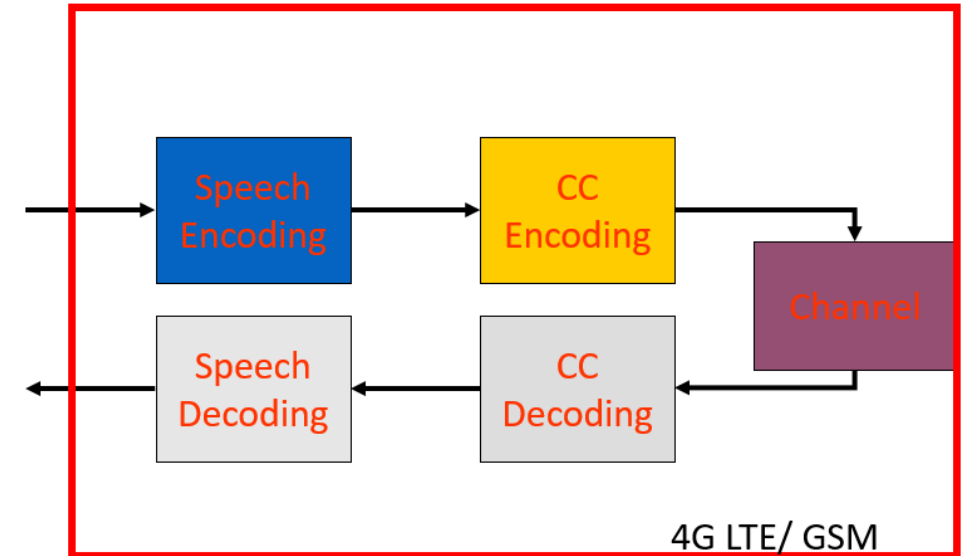 Speech
Encoding
CC
Encoding
Channel
Speech
Decoding
CC
Decoding
4G LTE/ GSM